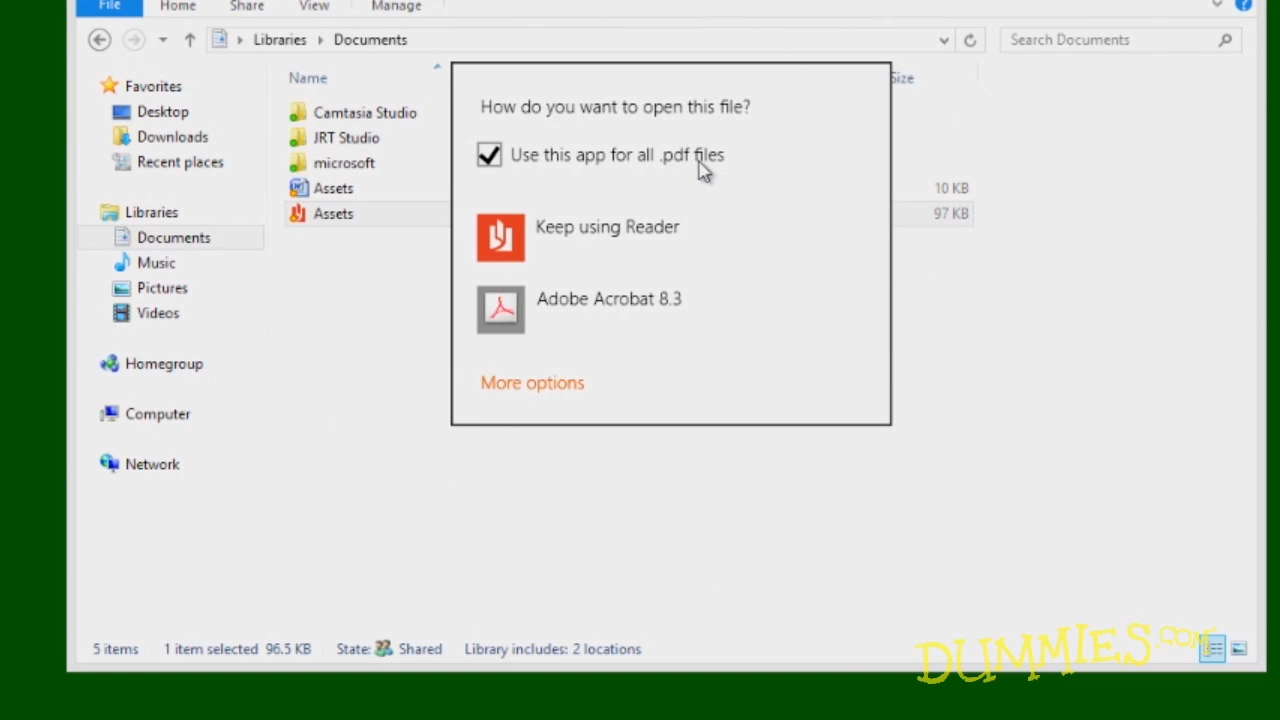 File Home Share View Manage
Libraries Documents
Search Documents
Name Size
Favorites
Desktop
Downloads
Recent places
Libraries
Documents
Music
Pictures
Videos
Homegroup
Computer
Network
Camtasia Studio
JRT Studio
microsoft
Assets 10 KB
Assets 97 KB
How do you want to open this file?
Use this app for all .pdf files
Keep using Reader
Adobe Acrobat 8.3
More options
5 items 1 item selected 96.5 KB State: Shared Library includes: 2 locations
DUMMIES.com